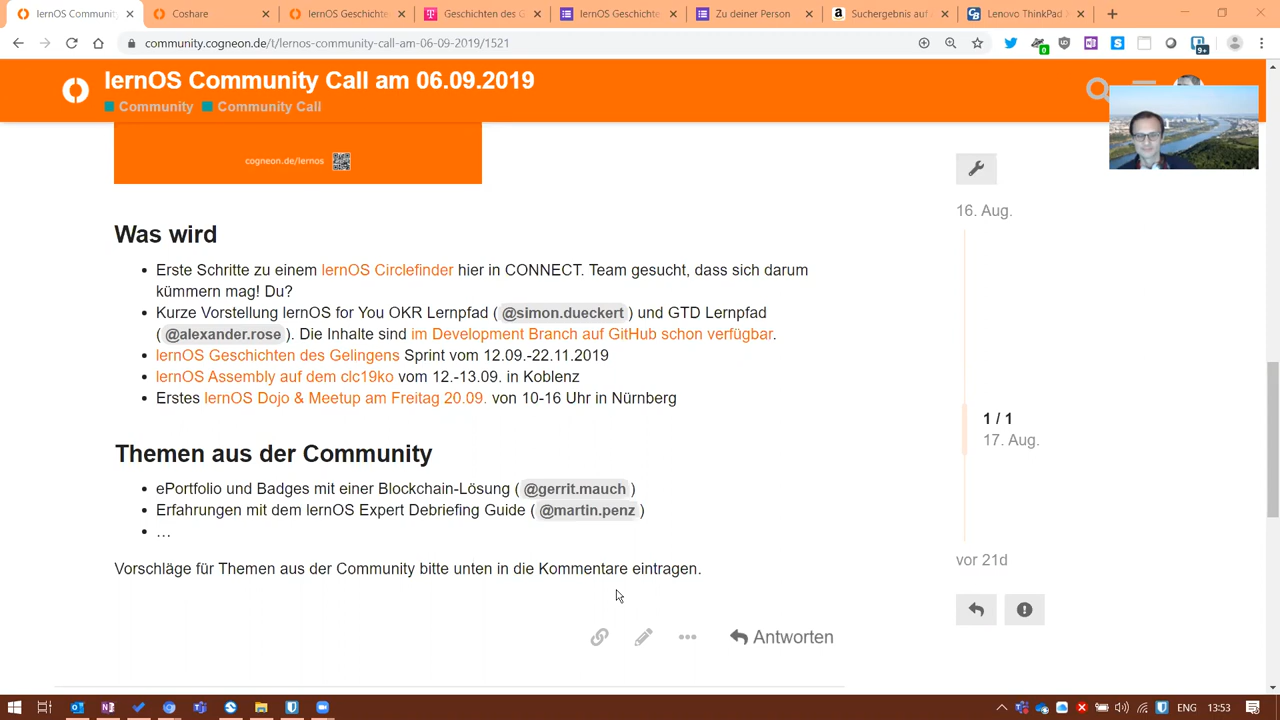 lernOS Communit
Coshare
lernOS Geschichte
Geschichten des G
lernOS Geschichte
Zu deiner Person
Suchergebnis auf
Lenovo ThinkPad
community.cogneon.de/t/lernos-community-call-am-06-09-2019/1521
0
9+
lernOS Community Call am 06.09.2019
Community Community Call
cogneon.de/lernos
Was wird
• Erste Schritte zu einem lernOS Circlefinder hier in CONNECT. Team gesucht, dass sich darum
kümmern mag! Du?
• Kurze Vorstellung lernOS for You OKR Lernpfad ( @simon.dueckert ) und GTD Lernpfad
( @alexander.rose ). Die Inhalte sind im Development Branch auf GitHub schon verfügbar.
• lernOS Geschichten des Gelingens Sprint vom 12.09.-22.11.2019
• lernOS Assembly auf dem clc19ko vom 12.-13.09. in Koblenz
• Erstes lernOS Dojo & Meetup am Freitag 20.09. von 10-16 Uhr in Nürnberg
Themen aus der Community
• ePortfolio und Badges mit einer Blockchain-Lösung ( @gerrit.mauch )
• Erfahrungen mit dem lernOS Expert Debriefing Guide ( @martin.penz )
• …
Vorschläge für Themen aus der Community bitte unten in die Kommentare eintragen.
Antworten
16. Aug.
1 / 1
17. Aug.
vor 21d
ENG 13:53